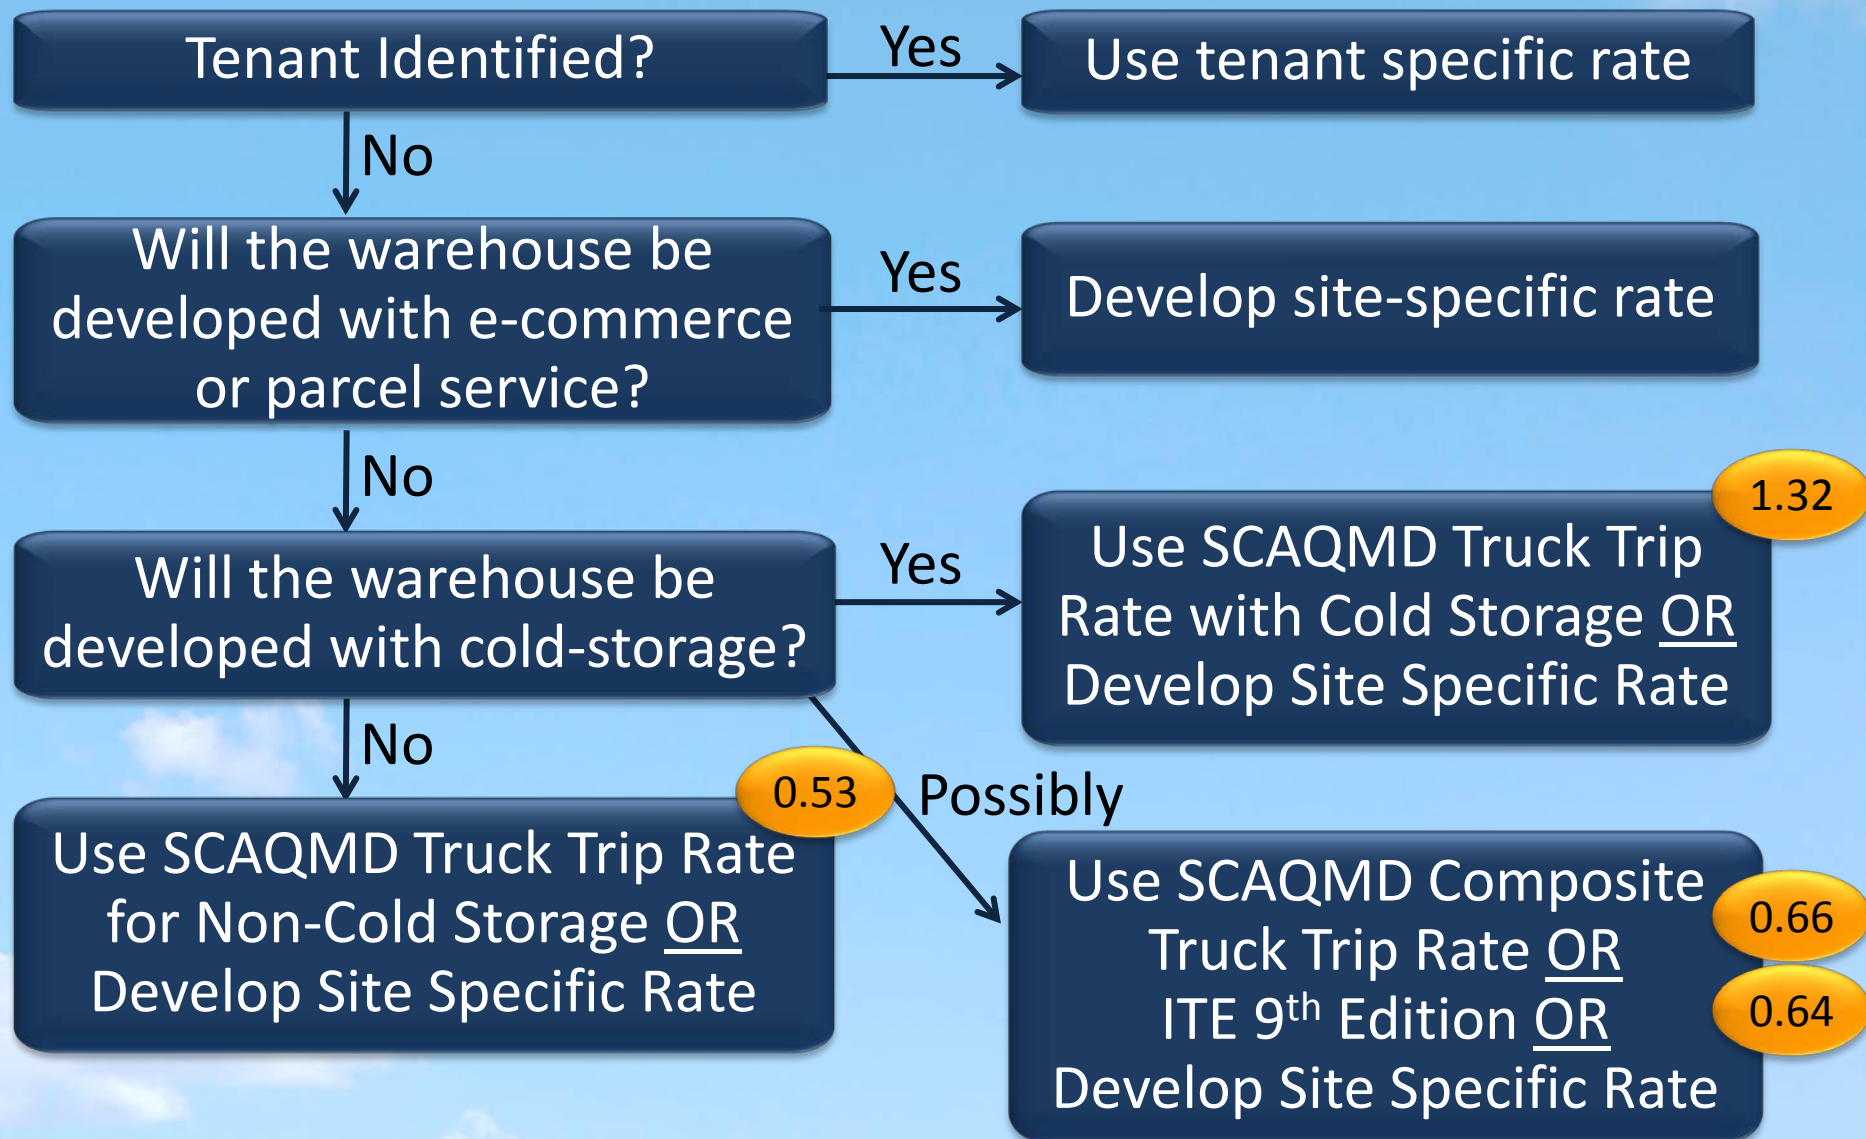 Tenant Identified?
Yes
Use tenant specific rate
No
Will the warehouse be
developed with e-commerce
or parcel service?
Yes
Develop site-specific rate
No
Will the warehouse be
developed with cold-storage?
Yes
1.32
Use SCAQMD Truck Trip
Rate with Cold Storage OR
Develop Site Specific Rate
No
0.53
Use SCAQMD Truck Trip Rate
for Non-Cold Storage OR
Develop Site Specific Rate
Possibly
Use SCAQMD Composite
Truck Trip Rate OR
ITE 9th Edition OR
Develop Site Specific Rate
0.66
0.64